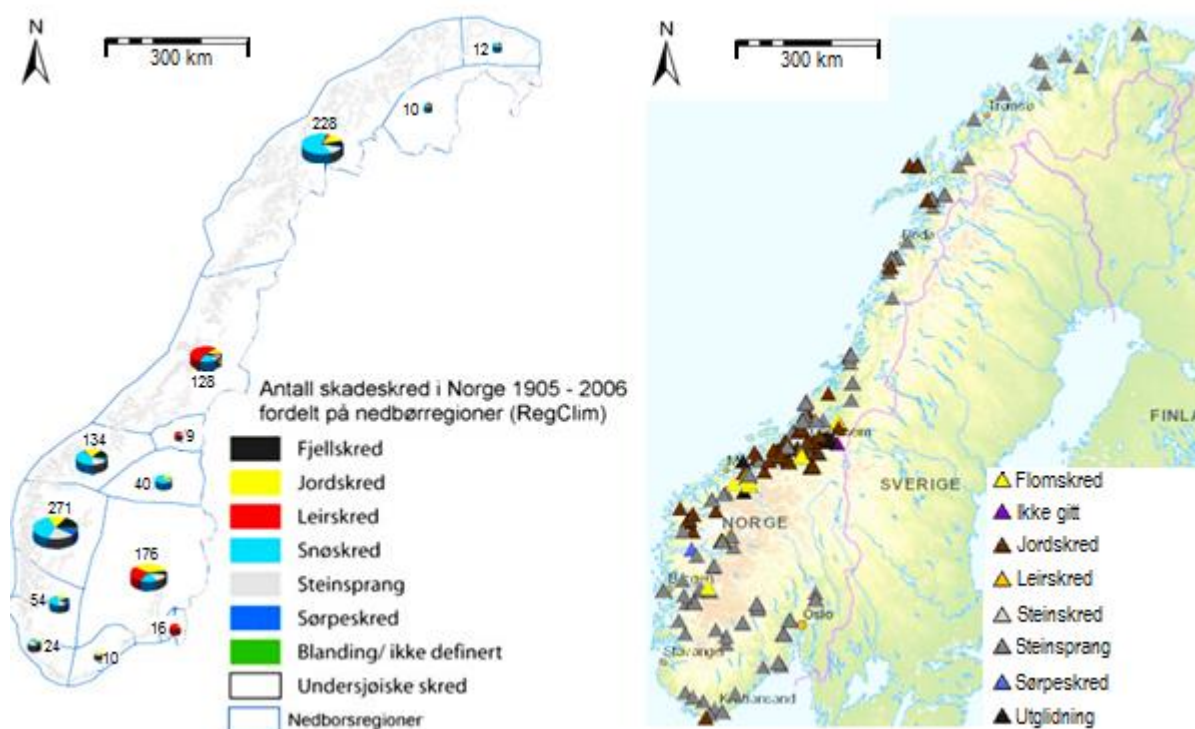 N
300 km
12
10
228
128
134
9
40
271
176
54
16
24
10
Antall skadeskred i Norge 1905 - 2006
fordelt på nedbørregioner (RegClim)
Fjellskred
Jordskred
Leirskred
Snøskred
Steinsprang
Sørpeskred
Blanding/ ikke definert
Undersjøiske skred
Nedborsregioner
N
300 km
Tromsø
FINLA
SVERIGE
NORGE
Bergen
Oslo
Stavanger
Kristiansand
Flomskred
Ikke gitt
Jordskred
Leirskred
Steinskred
Steinsprang
Sørpeskred
Utglidning